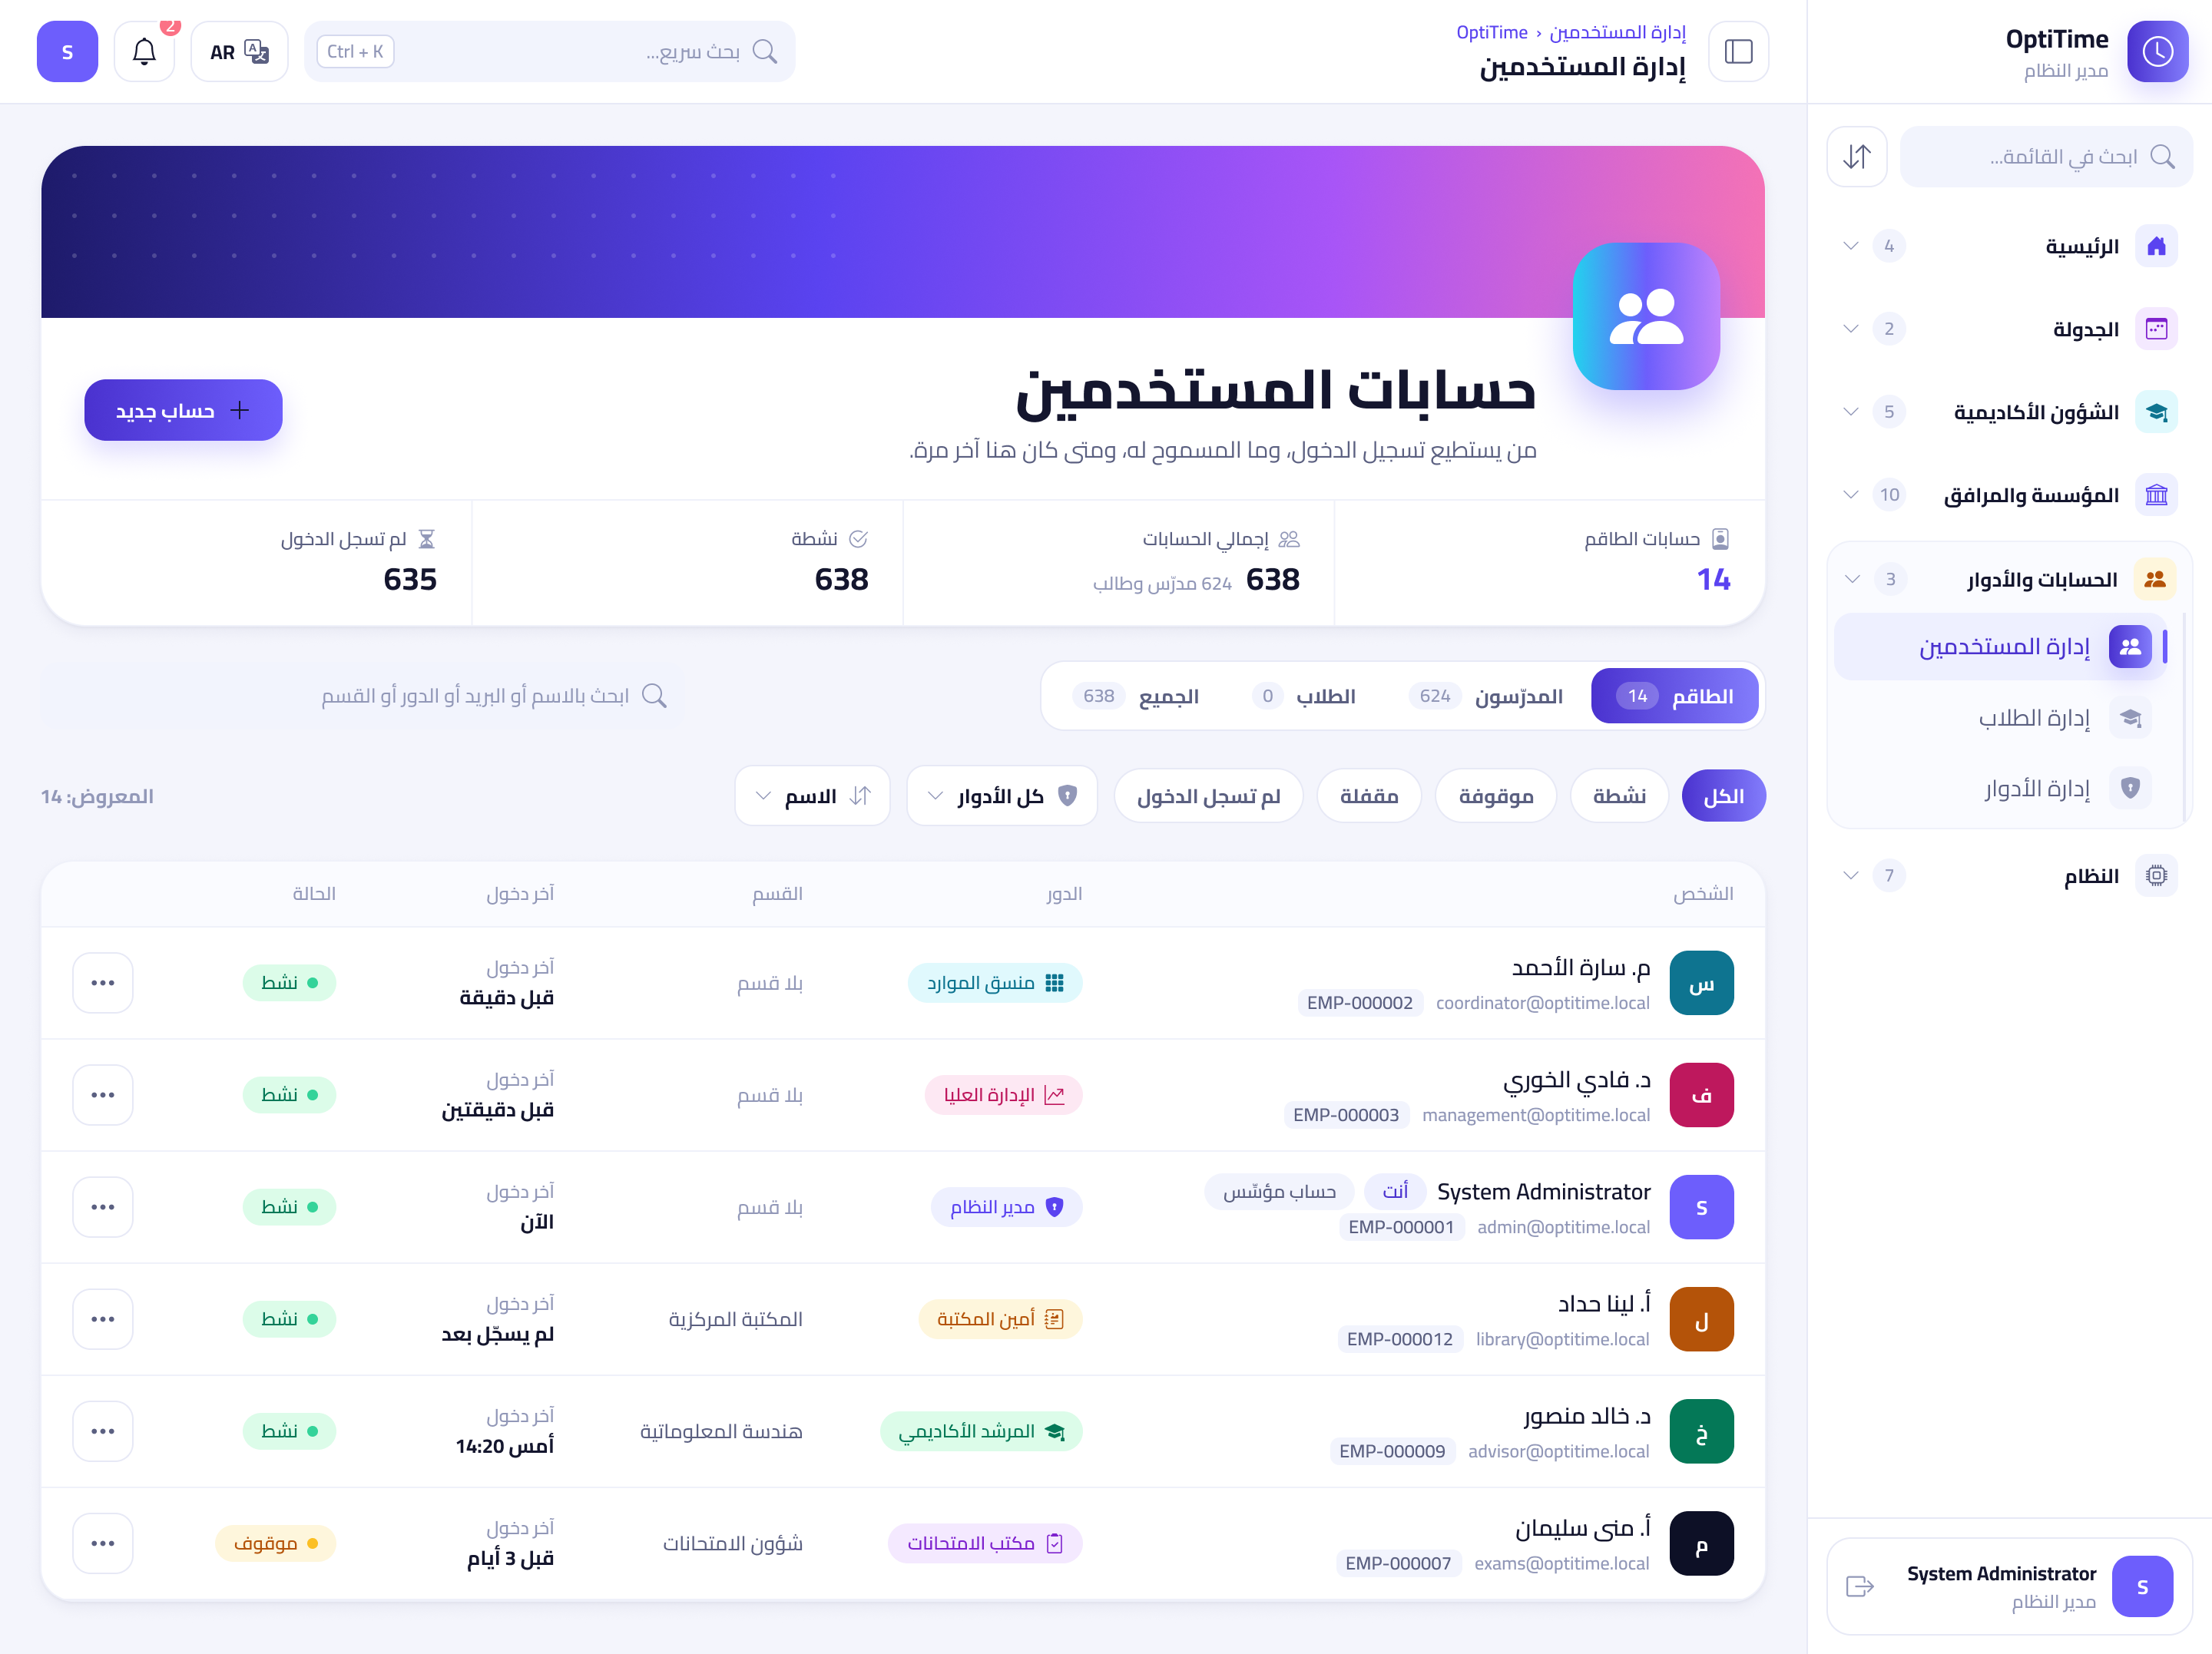 OptiTime
مدير النظام
ابحث في القائمة...
الرئيسية 4
الجدولة 2
الشؤون الأكاديمية 5
المؤسسة والمرافق 10
الحسابات والأدوار 3
إدارة المستخدمين
إدارة الطلاب
إدارة الأدوار
النظام 7
System Administrator
مدير النظام
S
إدارة المستخدمين › OptiTime
إدارة المستخدمين
بحث سريع... Ctrl + K
AR
2
S
حسابات المستخدمين
من يستطيع تسجيل الدخول، وما المسموح له، ومتى كان هنا آخر مرة.
حساب جديد
حسابات الطاقم
14
إجمالي الحسابات
638 624 مدرّس وطالب
نشطة
638
لم تسجل الدخول
635
الطاقم 14 المدرّسون 624 الطلاب 0 الجميع 638
ابحث بالاسم أو البريد أو الدور أو القسم
الكل نشطة موقوفة مقفلة لم تسجل الدخول كل الأدوار الاسم المعروض: 14
الشخص الدور القسم آخر دخول الحالة
س م. سارة الأحمد
coordinator@optitime.local EMP-000002
منسق الموارد بلا قسم
آخر دخول
قبل دقيقة
نشط
ف د. فادي الخوري
management@optitime.local EMP-000003
الإدارة العليا بلا قسم
آخر دخول
قبل دقيقتين
نشط
S System Administrator أنت حساب مؤسّس
admin@optitime.local EMP-000001
مدير النظام بلا قسم
آخر دخول
الآن
نشط
ل أ. لينا حداد
library@optitime.local EMP-000012
أمين المكتبة المكتبة المركزية
آخر دخول
لم يسجّل بعد
نشط
خ د. خالد منصور
advisor@optitime.local EMP-000009
المرشد الأكاديمي هندسة المعلوماتية
آخر دخول
أمس 14:20
نشط
م أ. منى سليمان
exams@optitime.local EMP-000007
مكتب الامتحانات شؤون الامتحانات
آخر دخول
قبل 3 أيام
موقوف